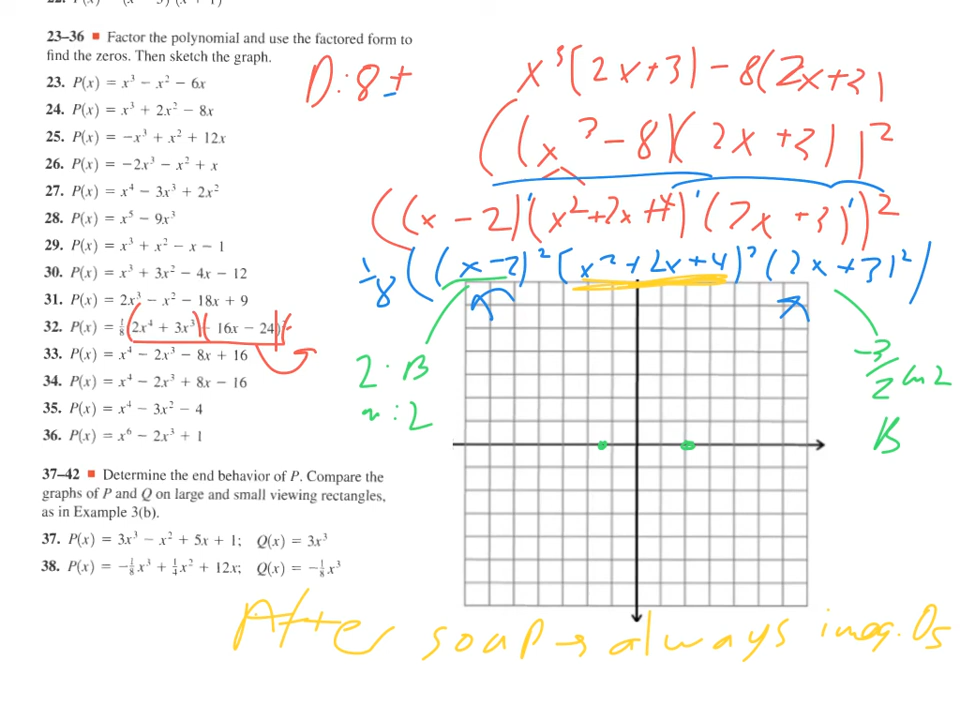 23–36 ▪ Factor the polynomial and use the factored form to
find the zeros. Then sketch the graph.
23. P(x) = x³ − x² − 6x
24. P(x) = x³ + 2x² − 8x
25. P(x) = −x³ + x² + 12x
26. P(x) = −2x³ − x² + x
27. P(x) = x⁴ − 3x³ + 2x²
28. P(x) = x⁵ − 9x³
29. P(x) = x³ + x² − x − 1
30. P(x) = x³ + 3x² − 4x − 12
31. P(x) = 2x³ − x² − 18x + 9
32. P(x) = ⅛(2x⁴ + 3x³ − 16x − 24)²
33. P(x) = x⁴ − 2x³ − 8x + 16
34. P(x) = x⁴ − 2x³ + 8x − 16
35. P(x) = x⁴ − 3x² − 4
36. P(x) = x⁶ − 2x³ + 1
37–42 ▪ Determine the end behavior of P. Compare the
graphs of P and Q on large and small viewing rectangles,
as in Example 3(b).
37. P(x) = 3x³ − x² + 5x + 1; Q(x) = 3x³
38. P(x) = −⅛x³ + ¼x² + 12x; Q(x) = −⅛x³
D: 8 ±
x³(2x+3) − 8(2x+3)
((x³ − 8)(2x + 3))²
((x − 2)(x² + 2x + 4)(2x + 3))²
⅛((x − 2)²(x² + 2x + 4)²(2x + 3)²)
2: B
m: 2
−3/2 m 2
B
After soap → always imag. 0s